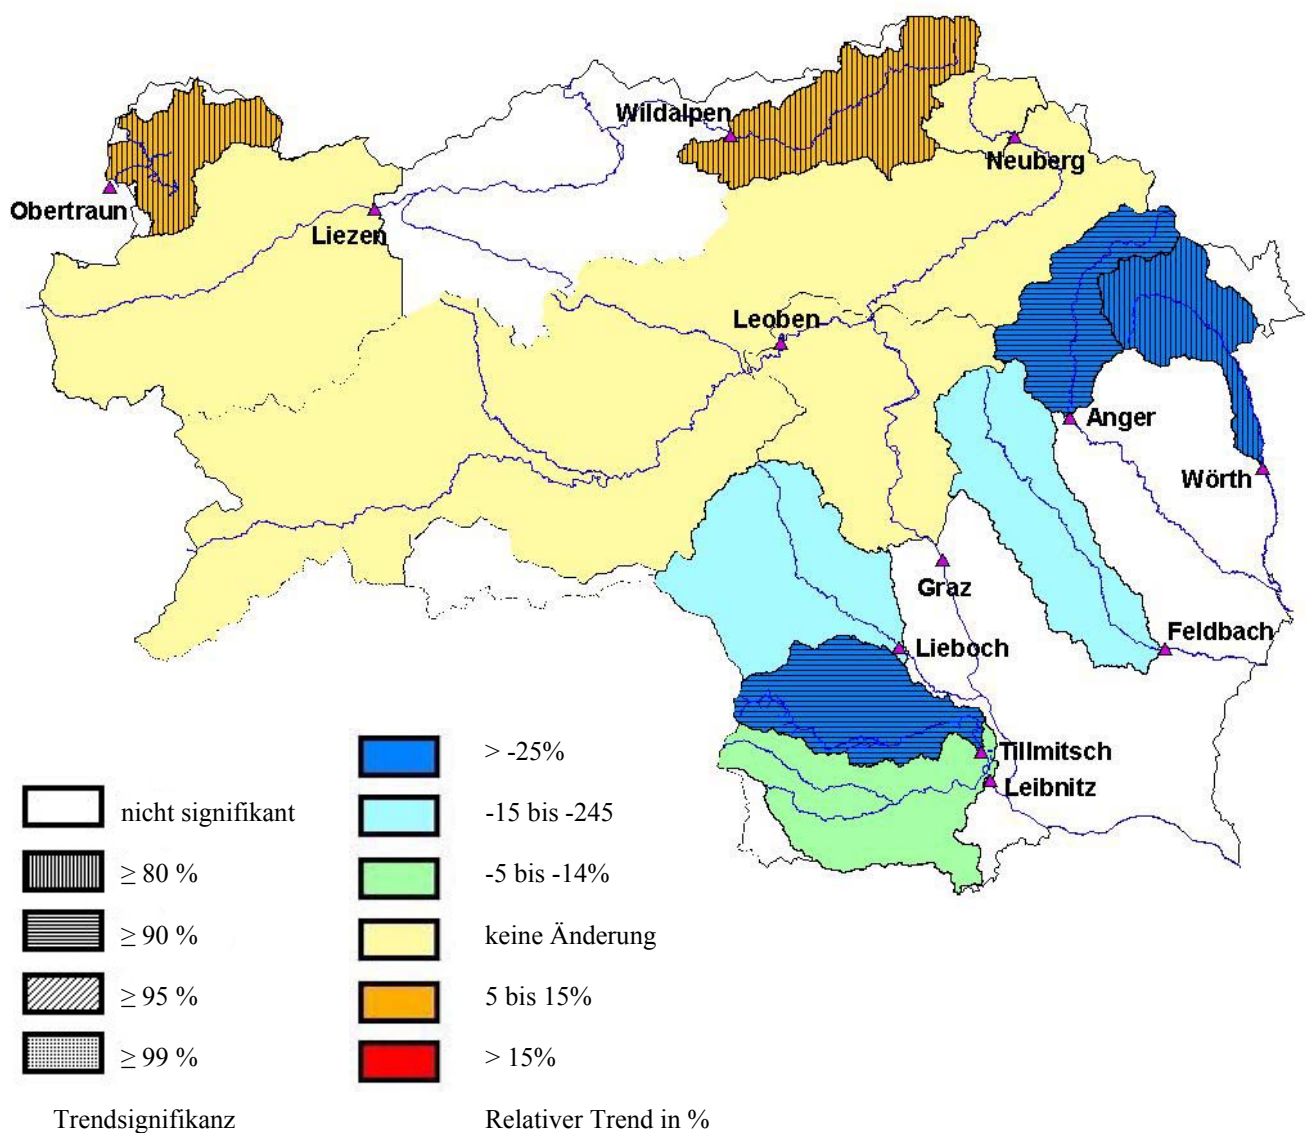 Wildalpen
Neuberg
Obertraun
Liezen
Leoben
Anger
Wörth
Graz
Feldbach
Lieboch
Tillmitsch
Leibnitz
nicht signifikant
≥ 80 %
≥ 90 %
≥ 95 %
≥ 99 %
Trendsignifikanz
> -25%
-15 bis -245
-5 bis -14%
keine Änderung
5 bis 15%
> 15%
Relativer Trend in %